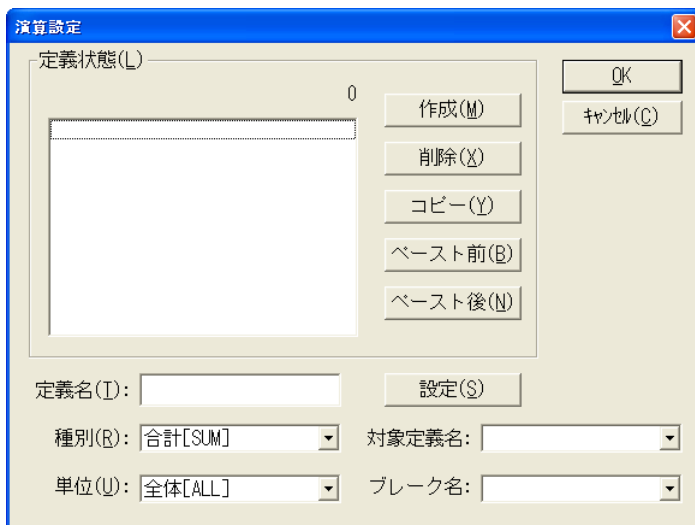 演算設定
定義状態(L)
0
OK
作成(M)
ｷｬﾝｾﾙ(C)
削除(X)
コピー(Y)
ペースト前(B)
ペースト後(N)
定義名(T):
設定(S)
種別(R): 合計[SUM] 対象定義名:
単位(U): 全体[ALL] ブレーク名: